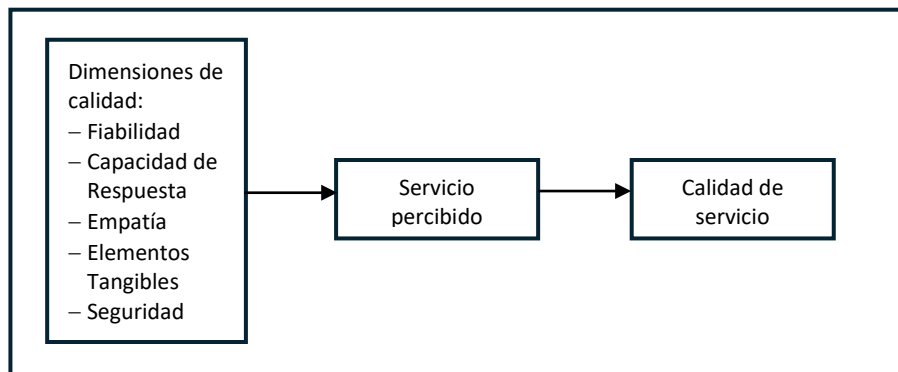 Dimensiones de
calidad:
– Fiabilidad
– Capacidad de
Respuesta
– Empatía
– Elementos
Tangibles
– Seguridad
Servicio
percibido
Calidad de
servicio